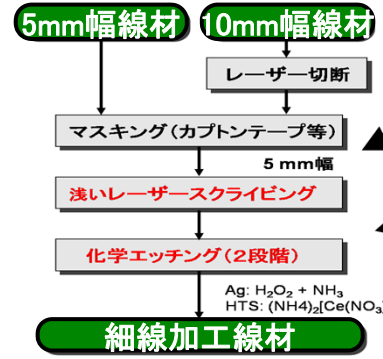 5mm幅線材
10mm幅線材
レーザー切断
マスキング(カプトンテープ等)
5 mm幅
浅いレーザースクライビング
化学エッチング(2段階)
Ag: H₂O₂ + NH₃
HTS: (NH4)₂[Ce(NO₃)
細線加工線材